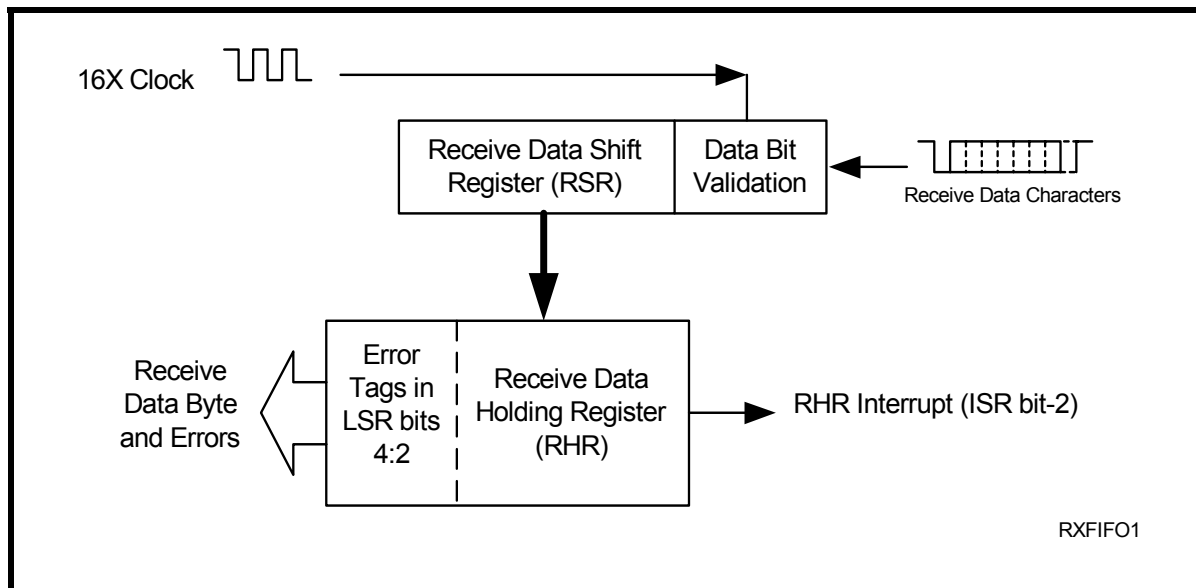 16X Clock
Receive Data Shift
Register (RSR)
Data Bit
Validation
Receive Data Characters
Receive
Data Byte
and Errors
Error
Tags in
LSR bits
4:2
Receive Data
Holding Register
(RHR)
RHR Interrupt (ISR bit-2)
RXFIFO1